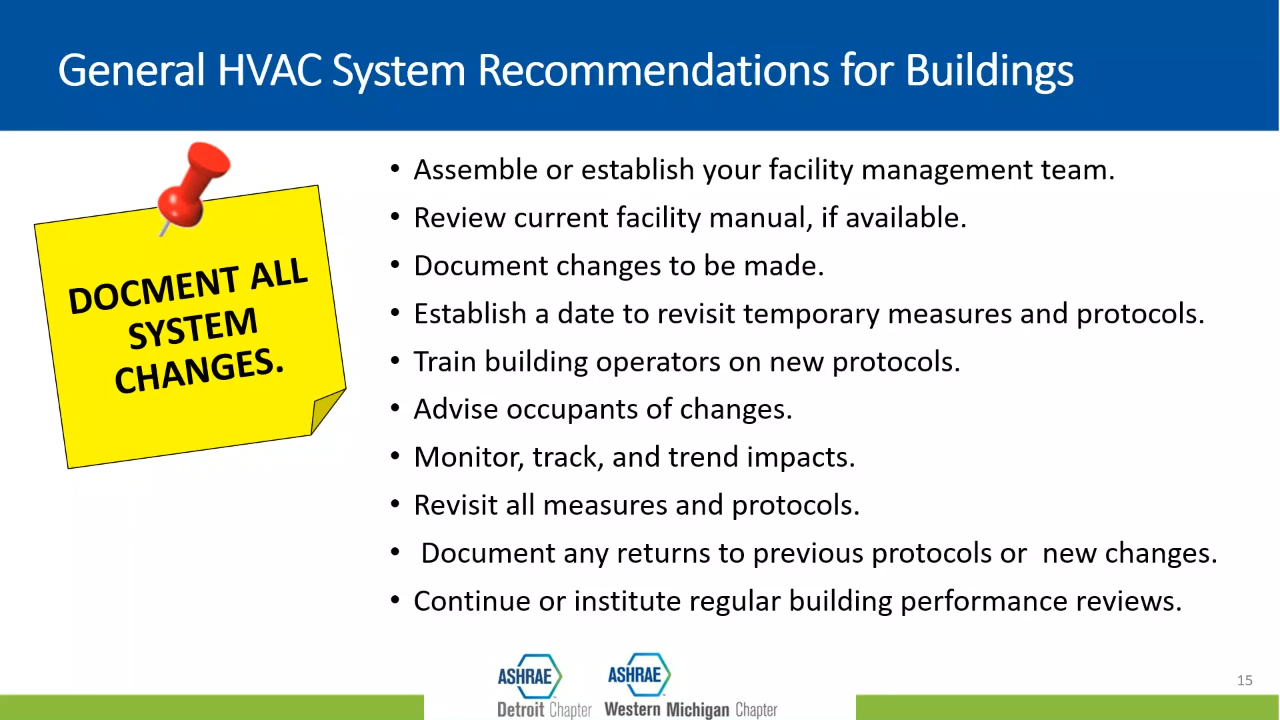 General HVAC System Recommendations for Buildings
DOCMENT ALL
SYSTEM
CHANGES.
• Assemble or establish your facility management team.
• Review current facility manual, if available.
• Document changes to be made.
• Establish a date to revisit temporary measures and protocols.
• Train building operators on new protocols.
• Advise occupants of changes.
• Monitor, track, and trend impacts.
• Revisit all measures and protocols.
• Document any returns to previous protocols or  new changes.
• Continue or institute regular building performance reviews.
ASHRAE
Detroit Chapter
ASHRAE
Western Michigan Chapter
15